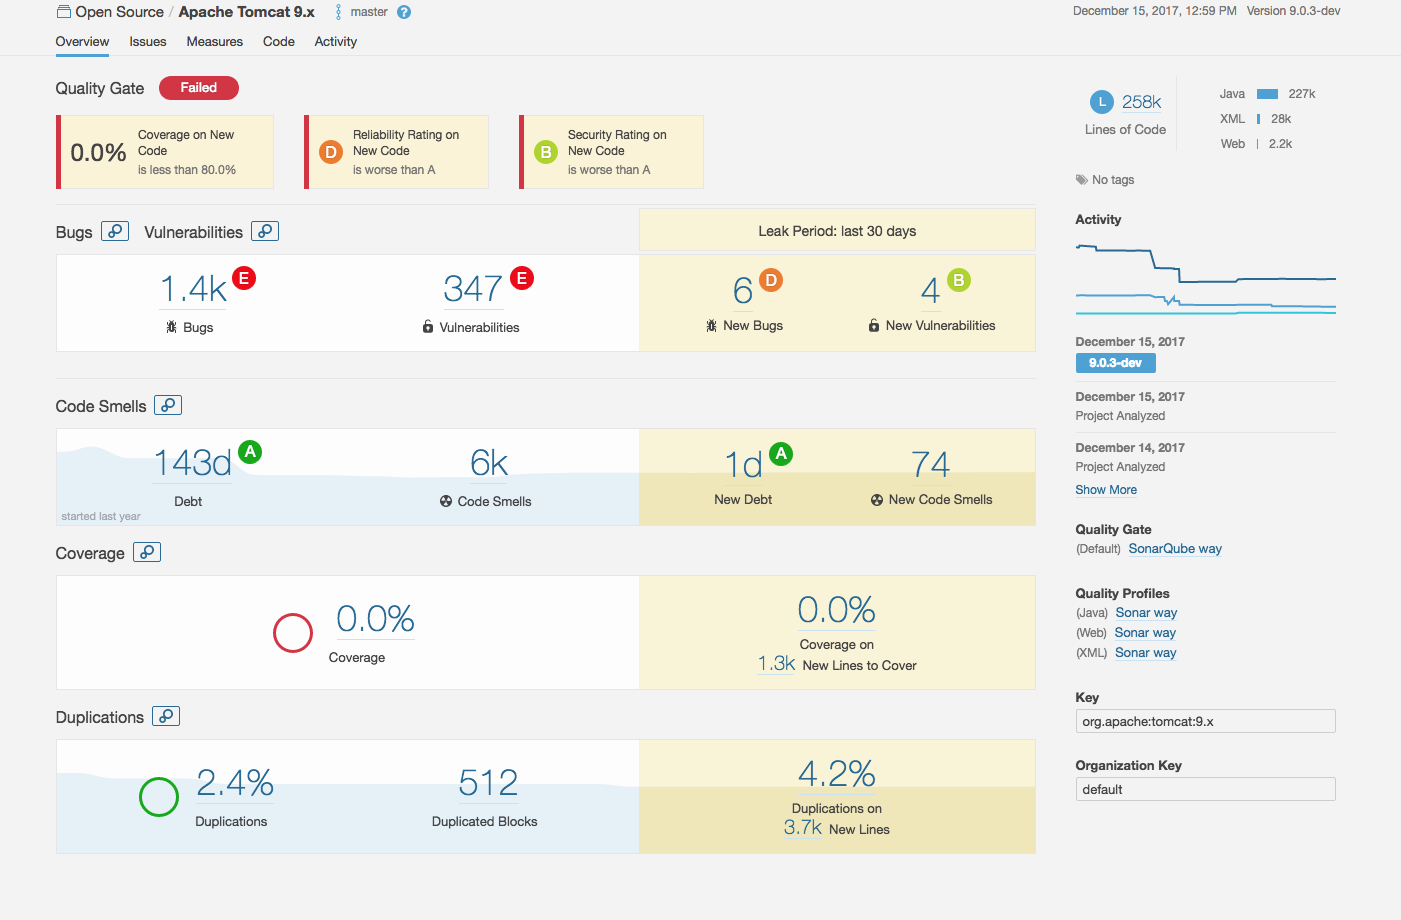 Open Source / Apache Tomcat 9.x master ?
December 15, 2017, 12:59 PM Version 9.0.3-dev
Overview Issues Measures Code Activity
Quality Gate Failed
0.0% Coverage on New
Code
is less than 80.0%
D Reliability Rating on
New Code
is worse than A
B Security Rating on
New Code
is worse than A
Bugs Vulnerabilities
Leak Period: last 30 days
1.4k E
Bugs
347 E
Vulnerabilities
6 D
New Bugs
4 B
New Vulnerabilities
Code Smells
143d A
Debt
started last year
6k
Code Smells
1d A
New Debt
74
New Code Smells
Coverage
0.0%
Coverage
0.0%
Coverage on
1.3k New Lines to Cover
Duplications
2.4%
Duplications
512
Duplicated Blocks
4.2%
Duplications on
3.7k New Lines
L 258k
Lines of Code
Java 227k
XML 28k
Web 2.2k
No tags
Activity
December 15, 2017
9.0.3-dev
December 15, 2017
Project Analyzed
December 14, 2017
Project Analyzed
Show More
Quality Gate
(Default) SonarQube way
Quality Profiles
(Java) Sonar way
(Web) Sonar way
(XML) Sonar way
Key
org.apache:tomcat:9.x
Organization Key
default